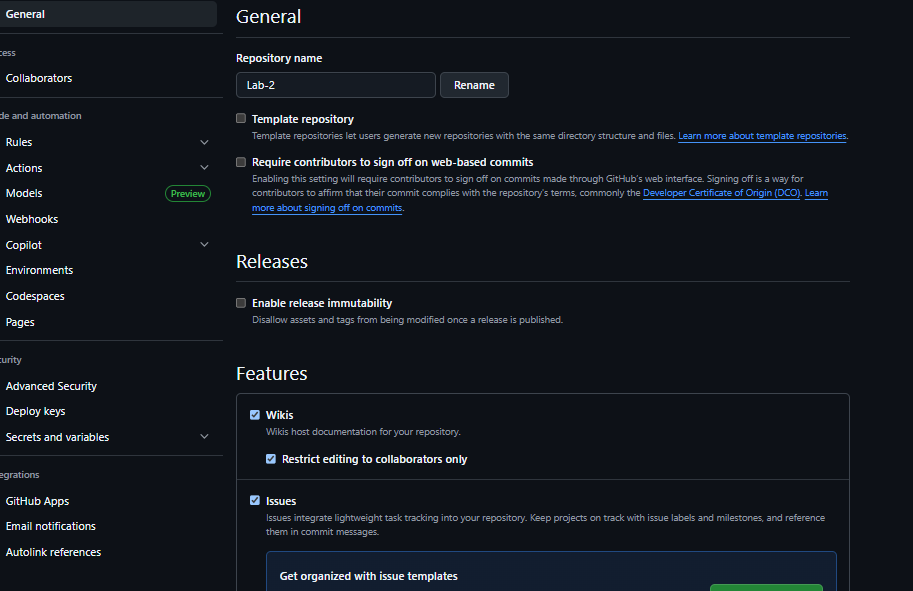 General
Collaborators
Rules
Actions
Models
Preview
Webhooks
Copilot
Environments
Codespaces
Pages
Advanced Security
Deploy keys
Secrets and variables
GitHub Apps
Email notifications
Autolink references
General
Repository name
Lab-2
Rename
Template repository
Template repositories let users generate new repositories with the same directory structure and files. Learn more about template repositories.
Require contributors to sign off on web-based commits
Enabling this setting will require contributors to sign off on commits made through GitHub's web interface. Signing off is a way for
contributors to affirm that their commit complies with the repository's terms, commonly the Developer Certificate of Origin (DCO). Learn
more about signing off on commits.
Releases
Enable release immutability
Disallow assets and tags from being modified once a release is published.
Features
Wikis
Wikis host documentation for your repository.
Restrict editing to collaborators only
Issues
Issues integrate lightweight task tracking into your repository. Keep projects on track with issue labels and milestones, and reference
them in commit messages.
Get organized with issue templates